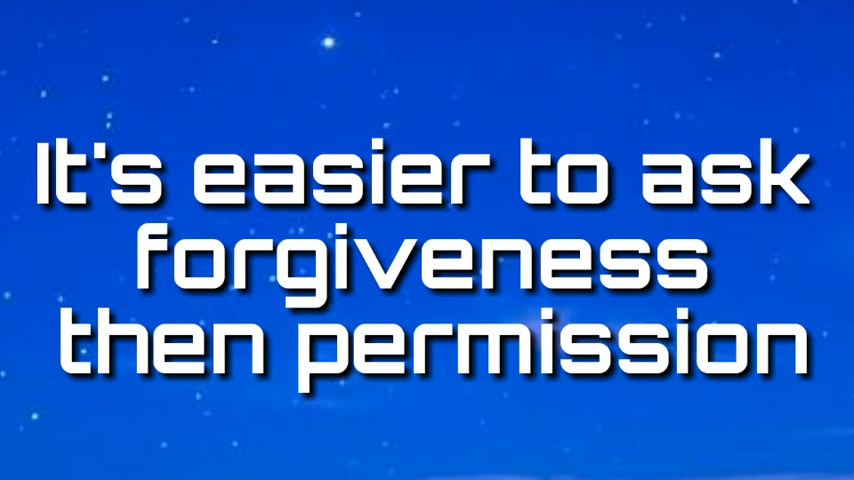 It's easier to ask
forgiveness
then permission